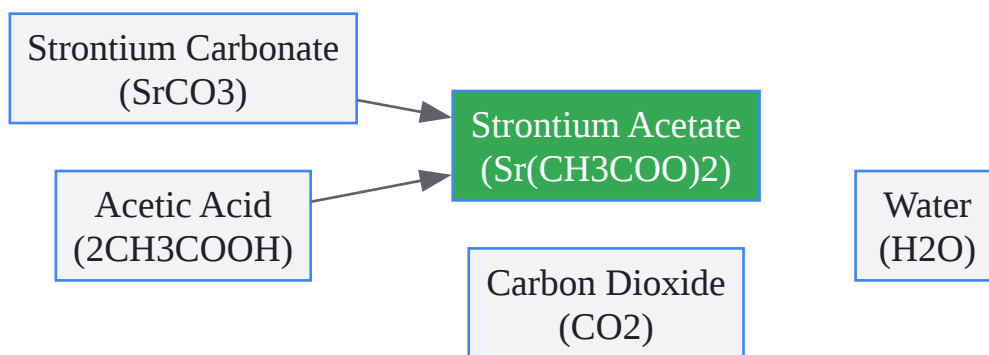 Strontium Carbonate
(SrCO3)
Strontium Acetate
(Sr(CH3COO)2)
Acetic Acid
(2CH3COOH)
Water
(H2O)
Carbon Dioxide
(CO2)